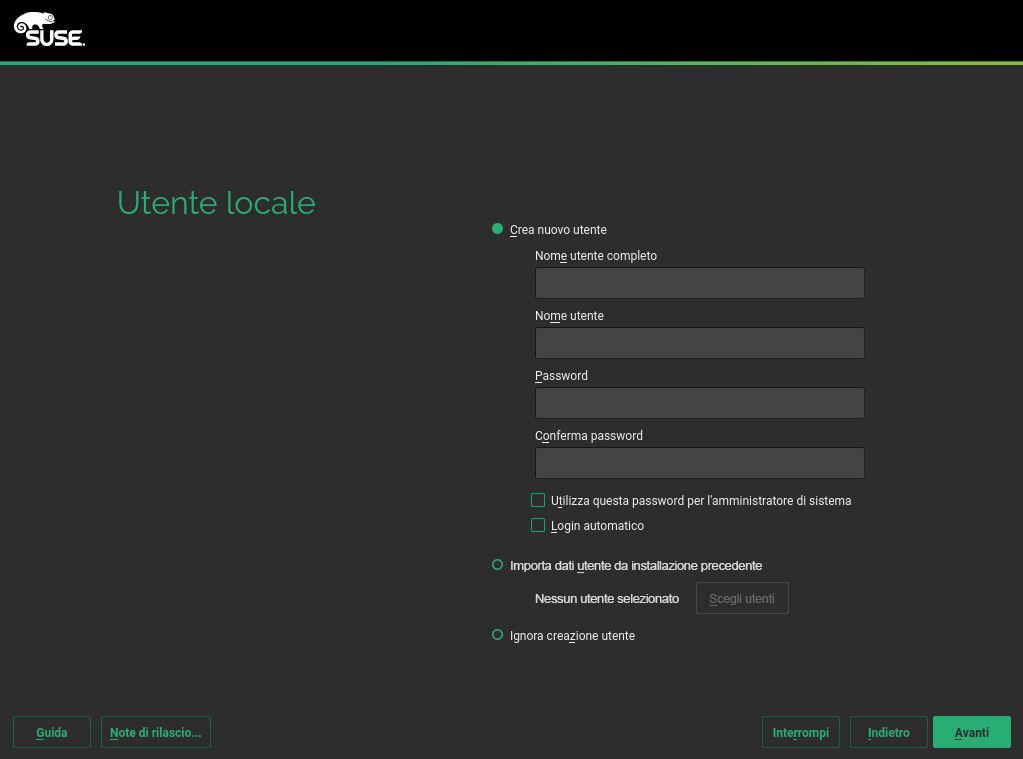 SUSE.
Utente locale
Crea nuovo utente
Nome utente completo
Nome utente
Password
Conferma password
Utilizza questa password per l'amministratore di sistema
Login automatico
Importa dati utente da installazione precedente
Nessun utente selezionato Scegli utenti
Ignora creazione utente
Guida Note di rilascio... Interrompi Indietro Avanti